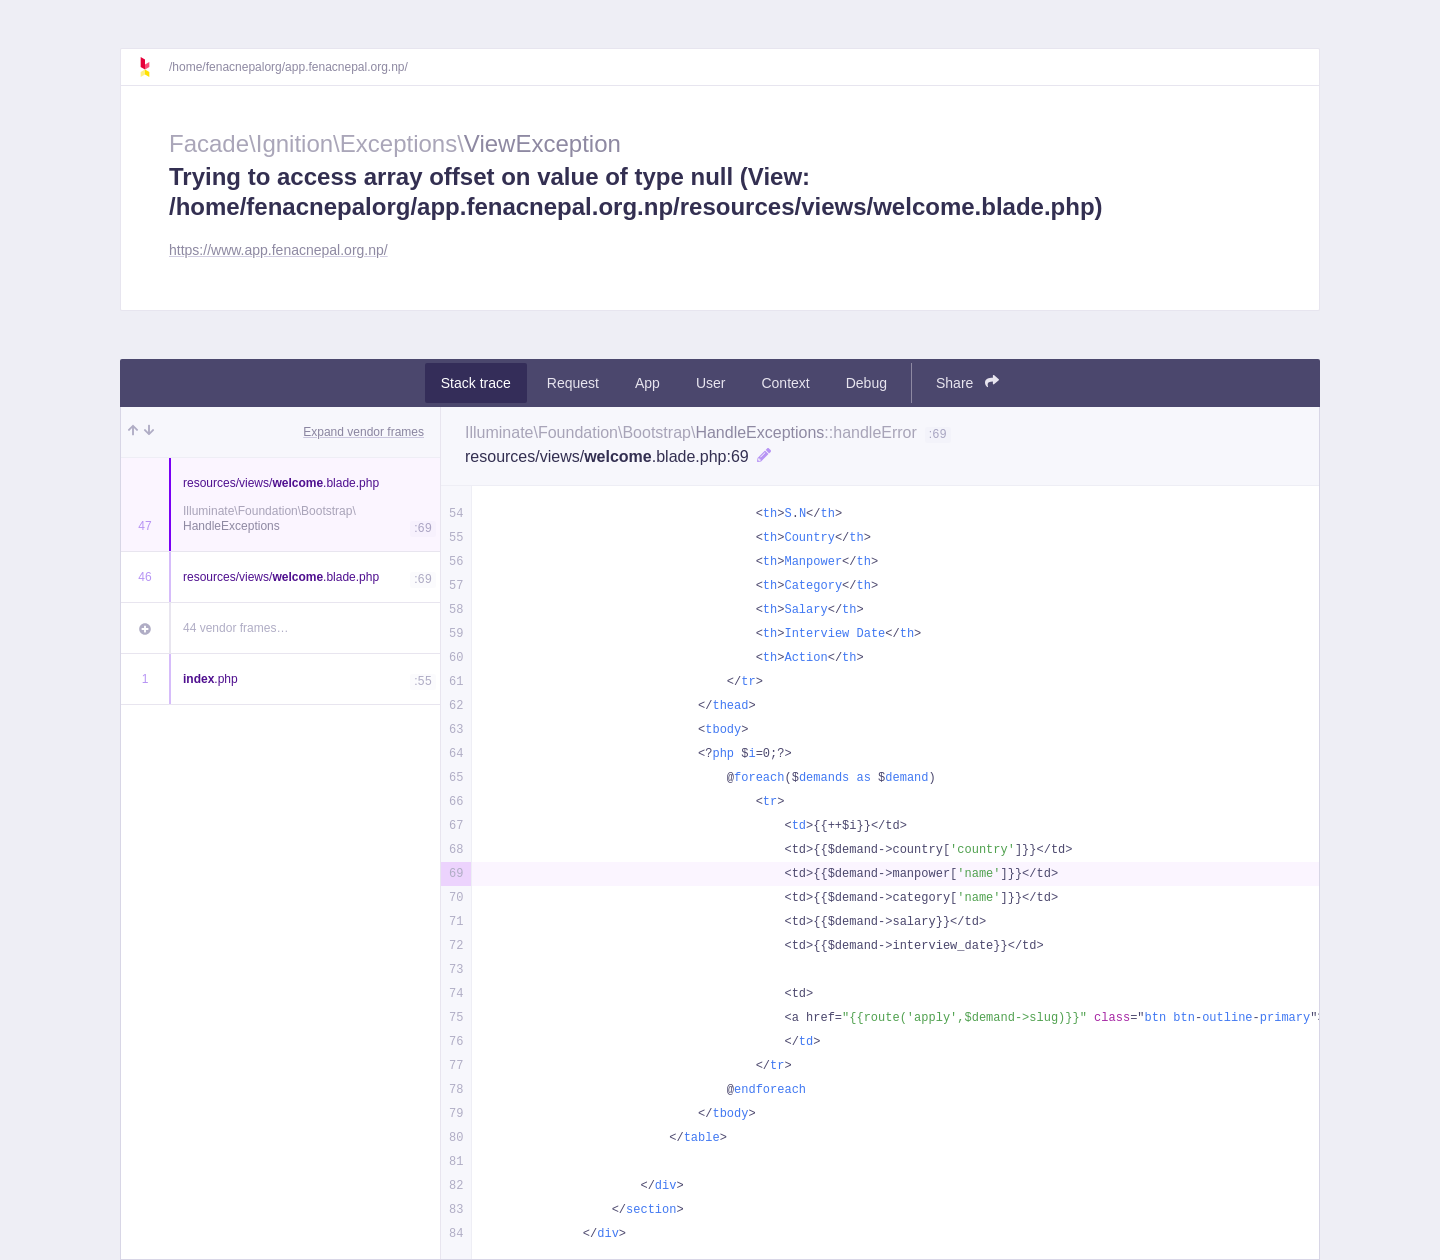 /home/fenacnepalorg/app.fenacnepal.org.np/
Facade\Ignition\Exceptions\ViewException
Trying to access array offset on value of type null (View:
/home/fenacnepalorg/app.fenacnepal.org.np/resources/views/welcome.blade.php)
https://www.app.fenacnepal.org.np/
Stack trace Request App User Context Debug Share
Expand vendor frames
resources/views/welcome.blade.php
Illuminate\Foundation\Bootstrap\
47 HandleExceptions :69
46 resources/views/welcome.blade.php :69
44 vendor frames…
1 index.php :55
Illuminate\Foundation\Bootstrap\HandleExceptions::handleError :69
resources/views/welcome.blade.php:69
54 <th>S.N</th>
55 <th>Country</th>
56 <th>Manpower</th>
57 <th>Category</th>
58 <th>Salary</th>
59 <th>Interview Date</th>
60 <th>Action</th>
61 </tr>
62 </thead>
63 <tbody>
64 <?php $i=0;?>
65 @foreach($demands as $demand)
66 <tr>
67 <td>{{++$i}}</td>
68 <td>{{$demand->country['country']}}</td>
69 <td>{{$demand->manpower['name']}}</td>
70 <td>{{$demand->category['name']}}</td>
71 <td>{{$demand->salary}}</td>
72 <td>{{$demand->interview_date}}</td>
73
74 <td>
75 <a href="{{route('apply',$demand->slug)}}" class="btn btn-outline-primary"
76 </td>
77 </tr>
78 @endforeach
79 </tbody>
80 </table>
81
82 </div>
83 </section>
84 </div>